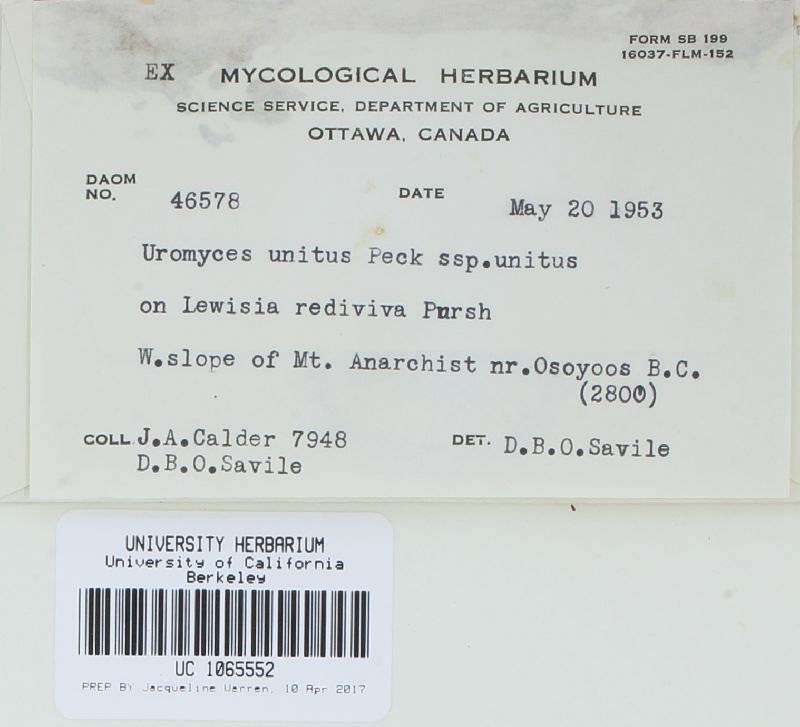 FORM SB 199
16037-FLM-152
EX MYCOLOGICAL HERBARIUM
SCIENCE SERVICE, DEPARTMENT OF AGRICULTURE
OTTAWA, CANADA
DAOM
NO. 46578 DATE May 20 1953
Uromyces unitus Peck ssp.unitus
on Lewisia rediviva Pursh
W.slope of Mt. Anarchist nr.Osoyoos B.C.
(2800)
COLL. J.A.Calder 7948 DET. D.B.O.Savile
D.B.O.Savile
UNIVERSITY HERBARIUM
University of California
Berkeley
UC 1065552
PREP BY Jacqueline Warren, 10 Apr 2017